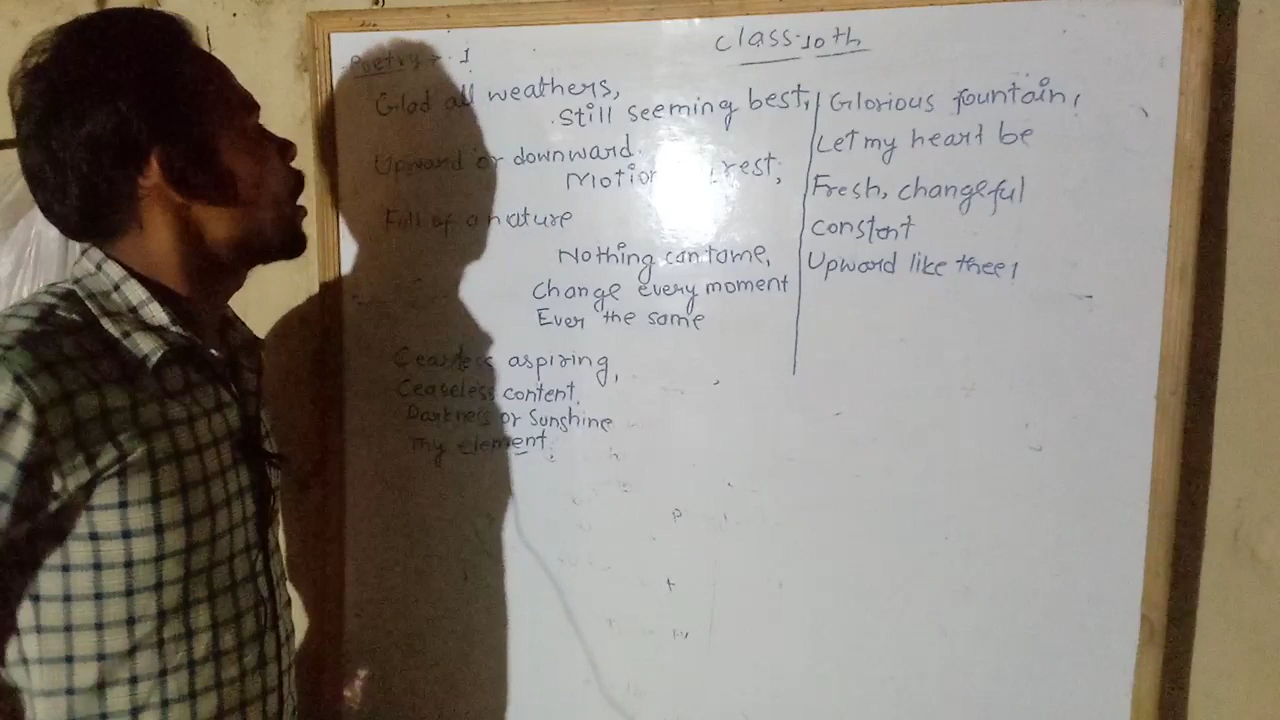 Class-10th
Poetry - 1
Glad all weathers,
Still seeming best,
Upward or downward.
Motion rest;
Full of a nature
Nothing can tame,
Change every moment
Ever the same
Ceaseless aspiring,
Ceaseless content.
Darkness or Sunshine
my element.
Glorious fountain,
Let my heart be
Fresh, changeful
constant
Upward like thee,